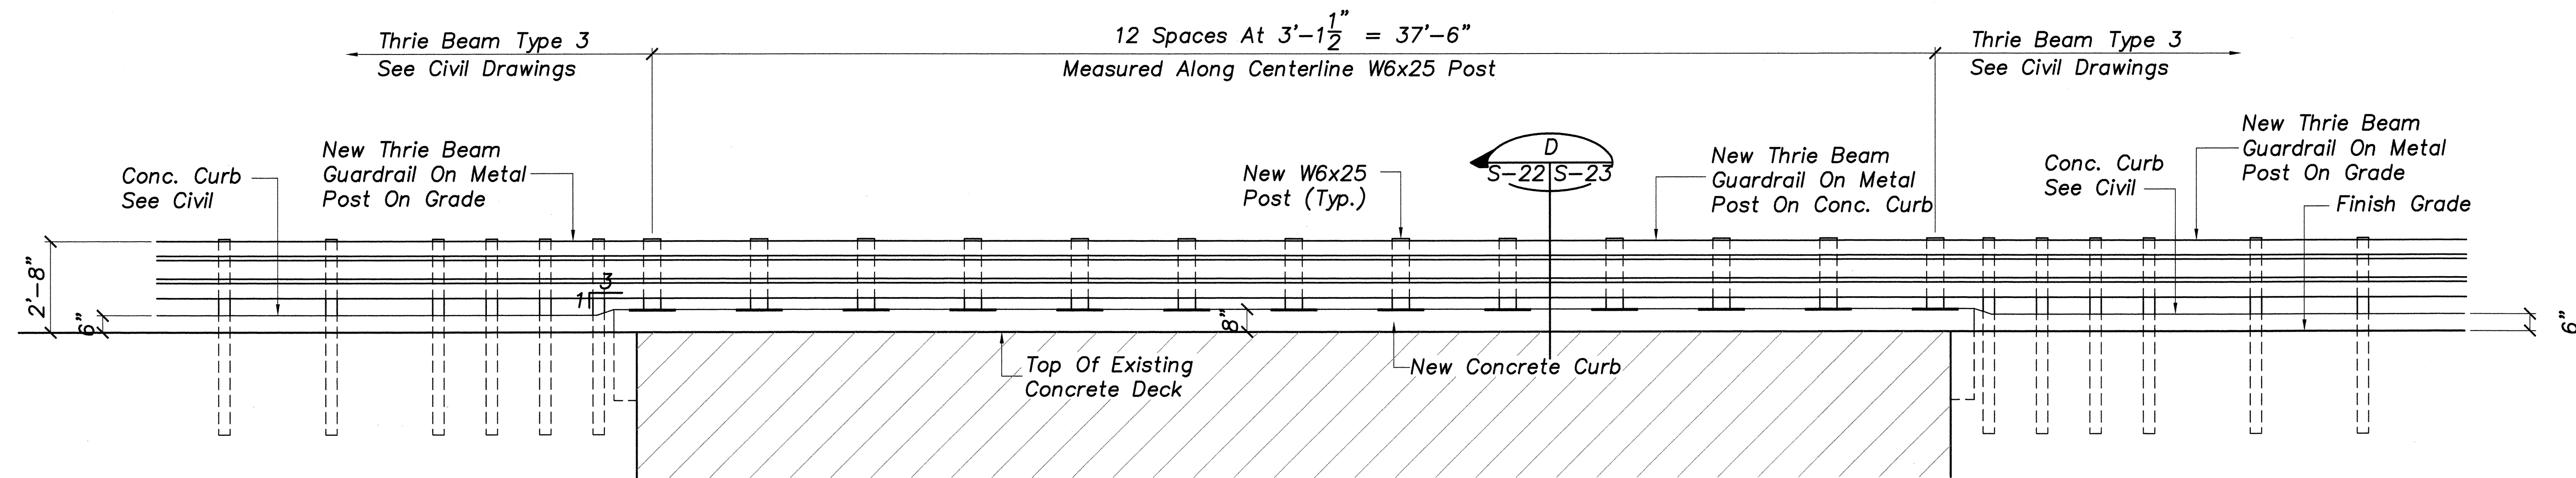 Thrie Beam Type 3
See Civil Drawings
12 Spaces At 3'-1 1/2" = 37'-6"
Measured Along Centerline W6x25 Post
Thrie Beam Type 3
See Civil Drawings
Conc. Curb
See Civil
New Thrie Beam
Guardrail On Metal
Post On Grade
New W6x25
Post (Typ.)
D
S-22 S-23
New Thrie Beam
Guardrail On Metal
Post On Conc. Curb
Conc. Curb
See Civil
New Thrie Beam
Guardrail On Metal
Post On Grade
Finish Grade
2'-8"
6"
3
1
8"
6"
Top Of Existing
Concrete Deck
New Concrete Curb